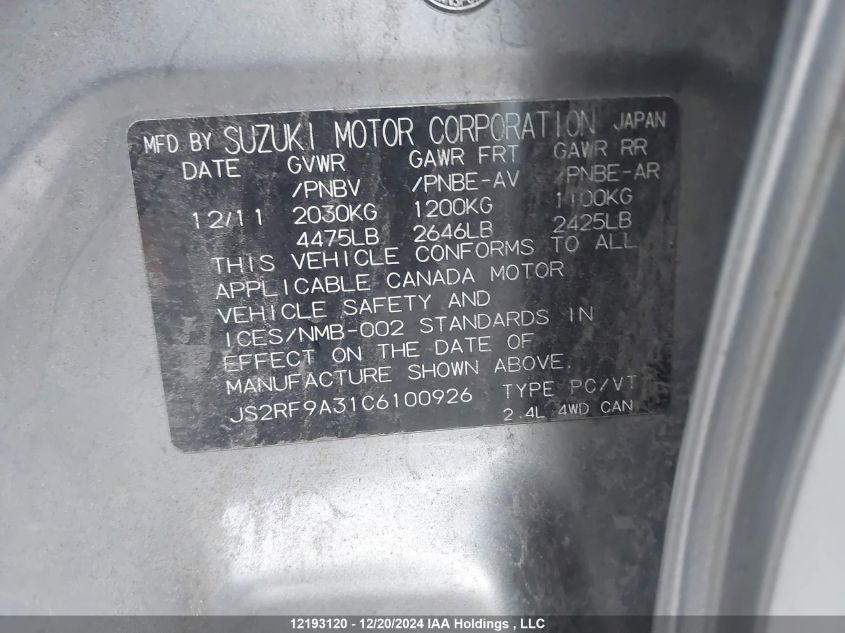 MFD BY SUZUKI MOTOR CORPORATION JAPAN
DATE GVWR GAWR FRT GAWR RR
/PNBV /PNBE-AV /PNBE-AR
12/11 2030KG 1200KG 1100KG
4475LB 2646LB 2425LB
THIS VEHICLE CONFORMS TO ALL
APPLICABLE CANADA MOTOR
VEHICLE SAFETY AND
ICES/NMB-002 STANDARDS IN
EFFECT ON THE DATE OF
MANUFACTURE SHOWN ABOVE.
JS2RF9A31C6100926 TYPE PC/VT
2.4L 4WD CAN
12193120 - 12/20/2024 IAA Holdings , LLC